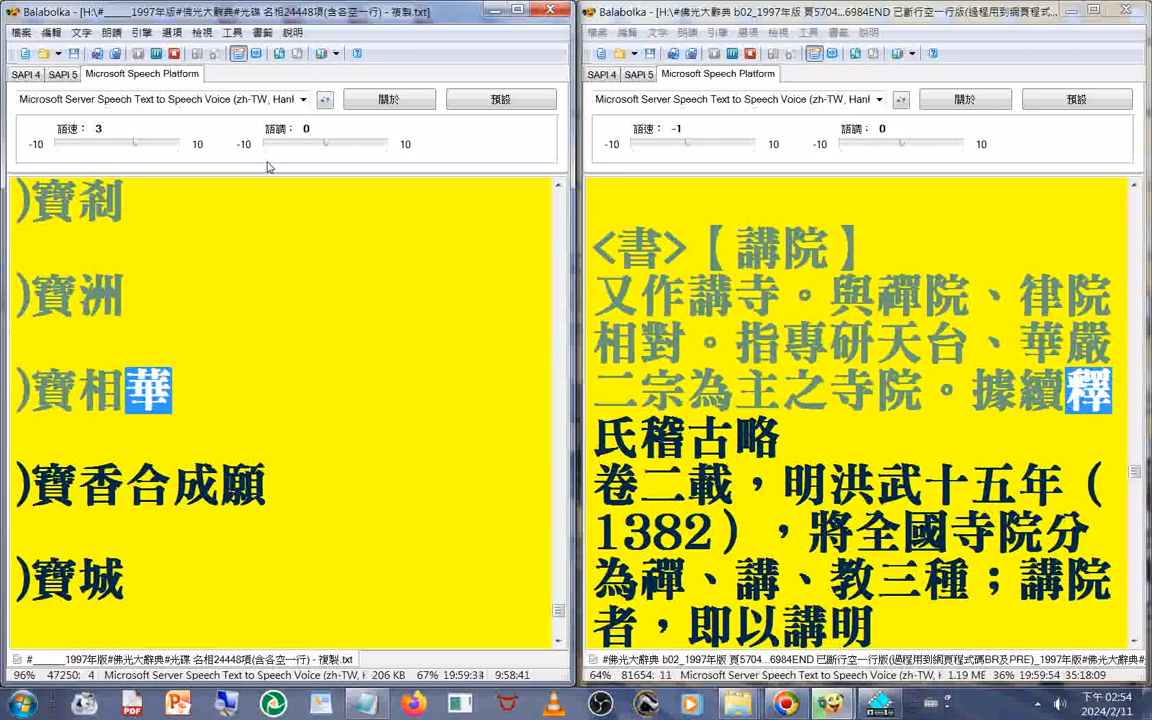 Balabolka - [H:\#_____1997年版#佛光大辭典#光碟 名相24448項(含各空一行) - 複製.txt]
檔案 編輯 文字 朗讀 引擎 選項 檢視 工具 書籤 說明
SAPI 4 SAPI 5 Microsoft Speech Platform
Microsoft Server Speech Text to Speech Voice (zh-TW, Hanl
關於 預設
語速： 3 語調： 0
-10 10 -10 10
)寶剎
)寶洲
)寶相華
)寶香合成願
)寶城
#_____1997年版#佛光大辭典#光碟 名相24448項(含各空一行) - 複製.txt
96% 47250: 4 Microsoft Server Speech Text to Speech Voice (zh-TW, H 206 KB 67% 19:59:33 9:58:41
Balabolka - [H:\#佛光大辭典 b02_1997年版 頁5704...6984END 已斷行空一行版(過程用到網頁程式...
檔案 編輯 文字 朗讀 引擎 選項 檢視 工具 書籤 說明
SAPI 4 SAPI 5 Microsoft Speech Platform
Microsoft Server Speech Text to Speech Voice (zh-TW, Hanl
關於 預設
語速： -1 語調： 0
-10 10 -10 10
<書>【講院】
又作講寺。與禪院、律院
相對。指專研天台、華嚴
二宗為主之寺院。據續釋
氏稽古略
卷二載，明洪武十五年（
1382），將全國寺院分
為禪、講、教三種；講院
者，即以講明
#佛光大辭典 b02_1997年版 頁5704...6984END 已斷行空一行版(過程用到網頁程式碼BR及PRE)_1997年版#
64% 81654: 11 Microsoft Server Speech Text to Speech Voice (zh-TW, H 1.19 ME 36% 19:59:54 35:18:09
下午 02:54
2024/2/11